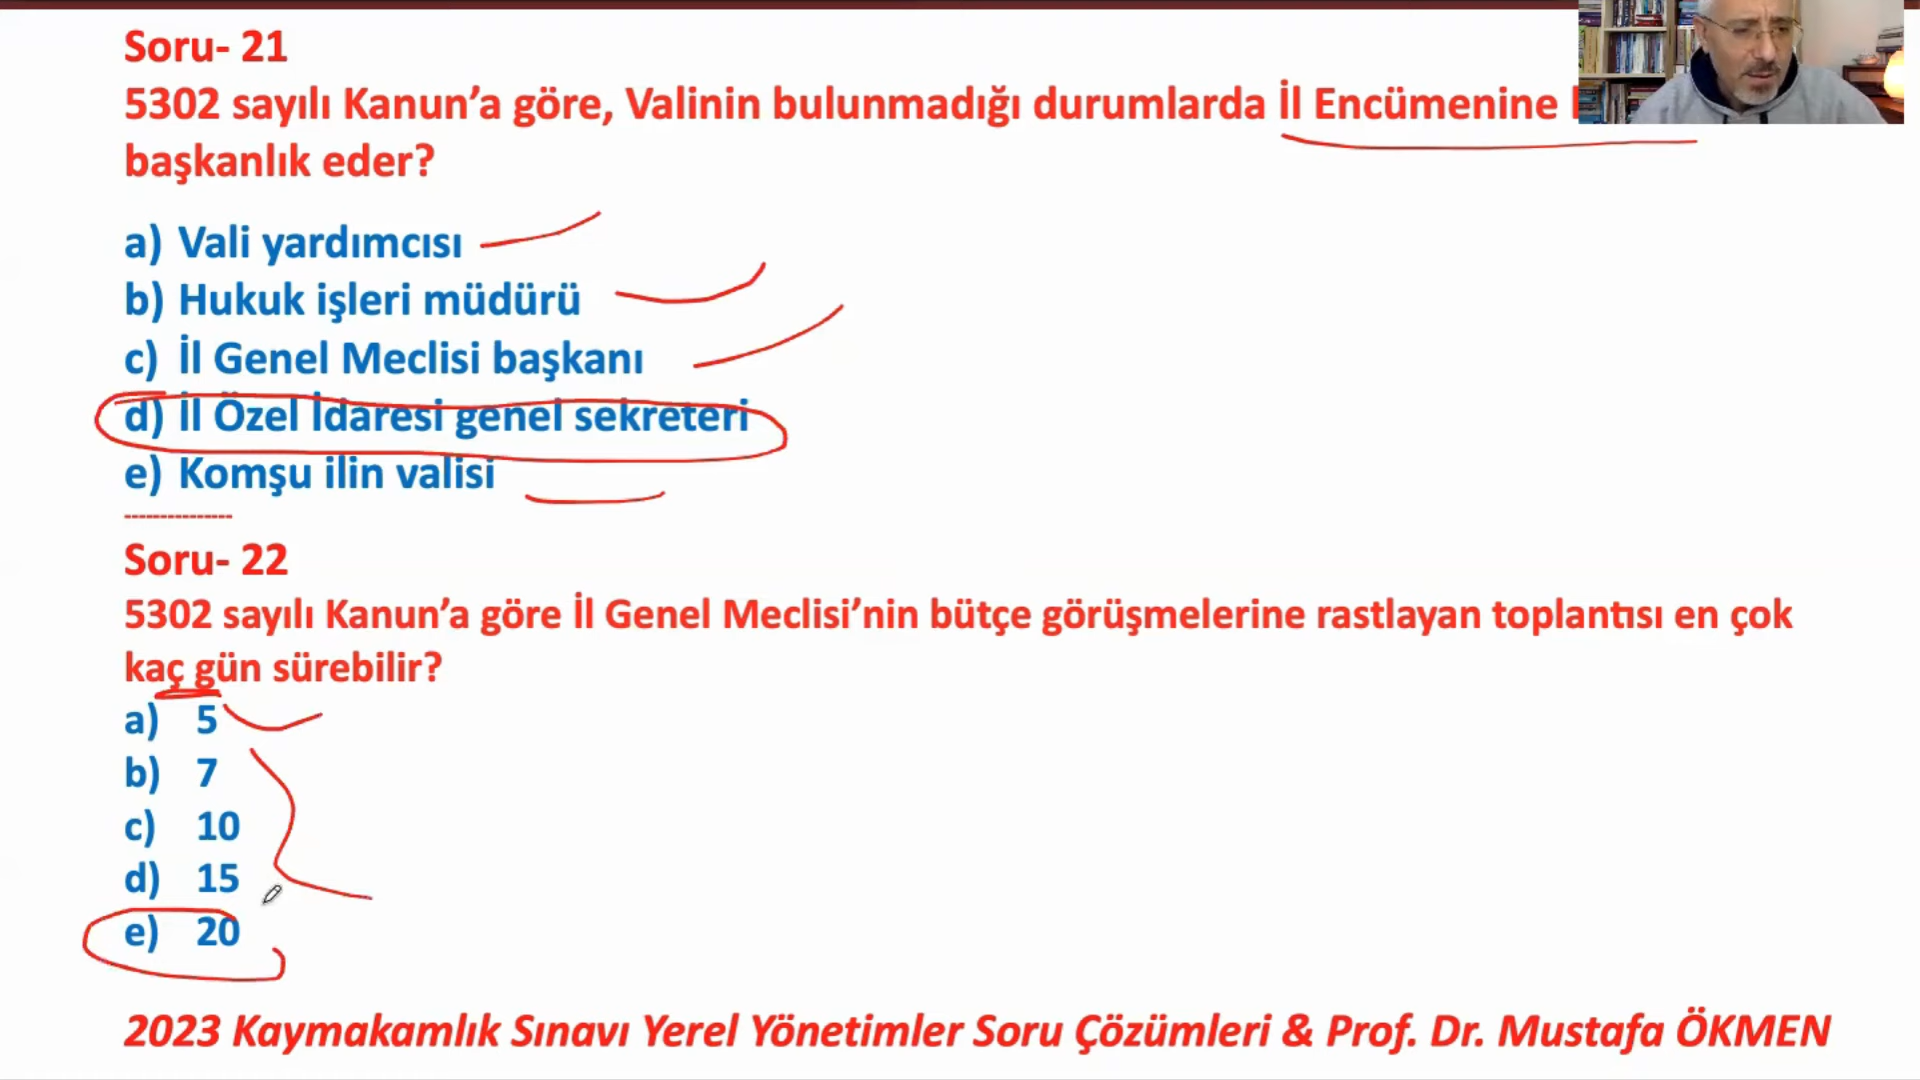 Soru- 21
5302 sayılı Kanun’a göre, Valinin bulunmadığı durumlarda İl Encümenine
başkanlık eder?
a) Vali yardımcısı
b) Hukuk işleri müdürü
c) İl Genel Meclisi başkanı
d) İl Özel İdaresi genel sekreteri
e) Komşu ilin valisi
---------------
Soru- 22
5302 sayılı Kanun’a göre İl Genel Meclisi’nin bütçe görüşmelerine rastlayan toplantısı en çok
kaç gün sürebilir?
a) 5
b) 7
c) 10
d) 15
e) 20
2023 Kaymakamlık Sınavı Yerel Yönetimler Soru Çözümleri & Prof. Dr. Mustafa ÖKMEN